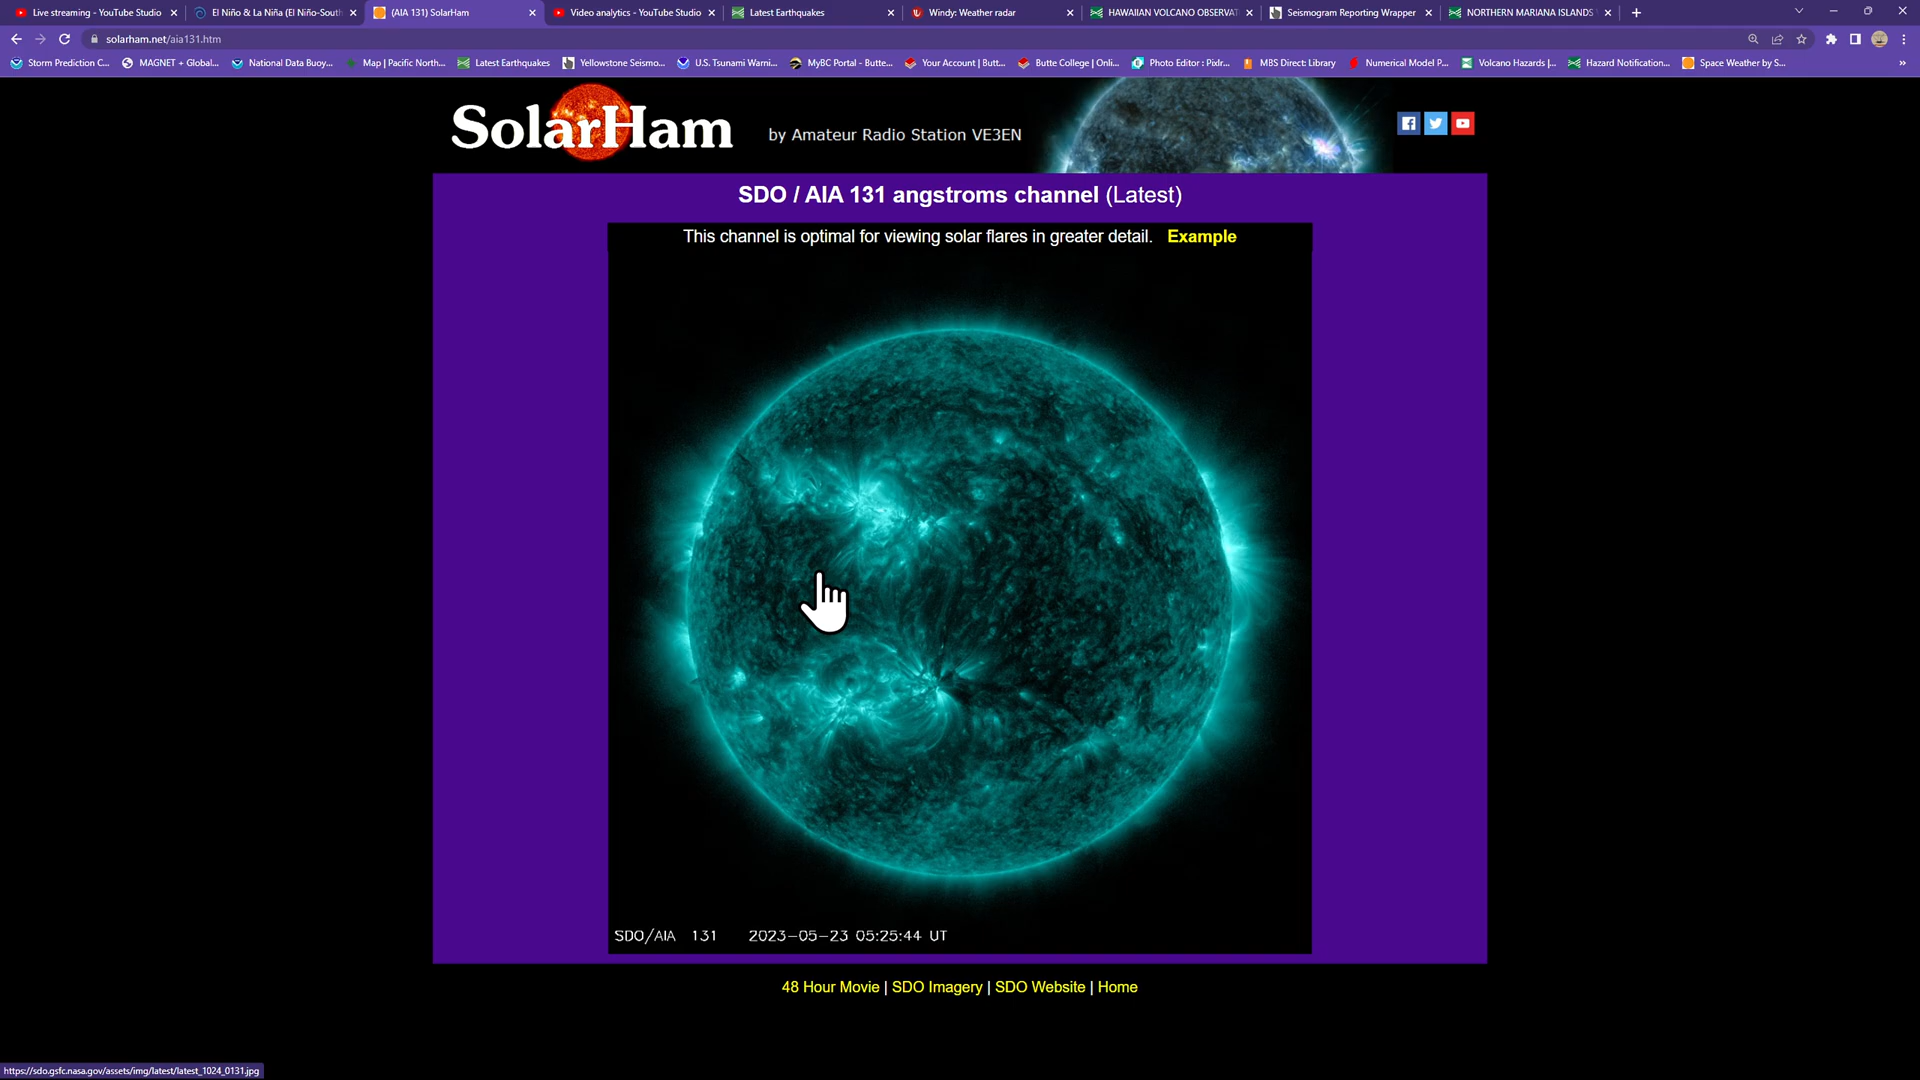 Live streaming - YouTube Studio
El Niño & La Niña (El Niño-South
(AIA 131) SolarHam
Video analytics - YouTube Studio
Latest Earthquakes
Windy: Weather radar
HAWAIIAN VOLCANO OBSERVAT
Seismogram Reporting Wrapper
NORTHERN MARIANA ISLANDS
solarham.net/aia131.htm
Storm Prediction C...
MAGNET + Global...
National Data Buoy...
Map | Pacific North...
Latest Earthquakes
Yellowstone Seismo...
U.S. Tsunami Warni...
MyBC Portal - Butte...
Your Account | Butt...
Butte College | Onli...
Photo Editor : Pixlr...
MBS Direct: Library
Numerical Model P...
Volcano Hazards |...
Hazard Notification...
Space Weather by S...
SolarHam
by Amateur Radio Station VE3EN
SDO / AIA 131 angstroms channel (Latest)
This channel is optimal for viewing solar flares in greater detail. Example
SDO/AIA 131 2023-05-23 05:25:44 UT
48 Hour Movie | SDO Imagery | SDO Website | Home
https://sdo.gsfc.nasa.gov/assets/img/latest/latest_1024_0131.jpg